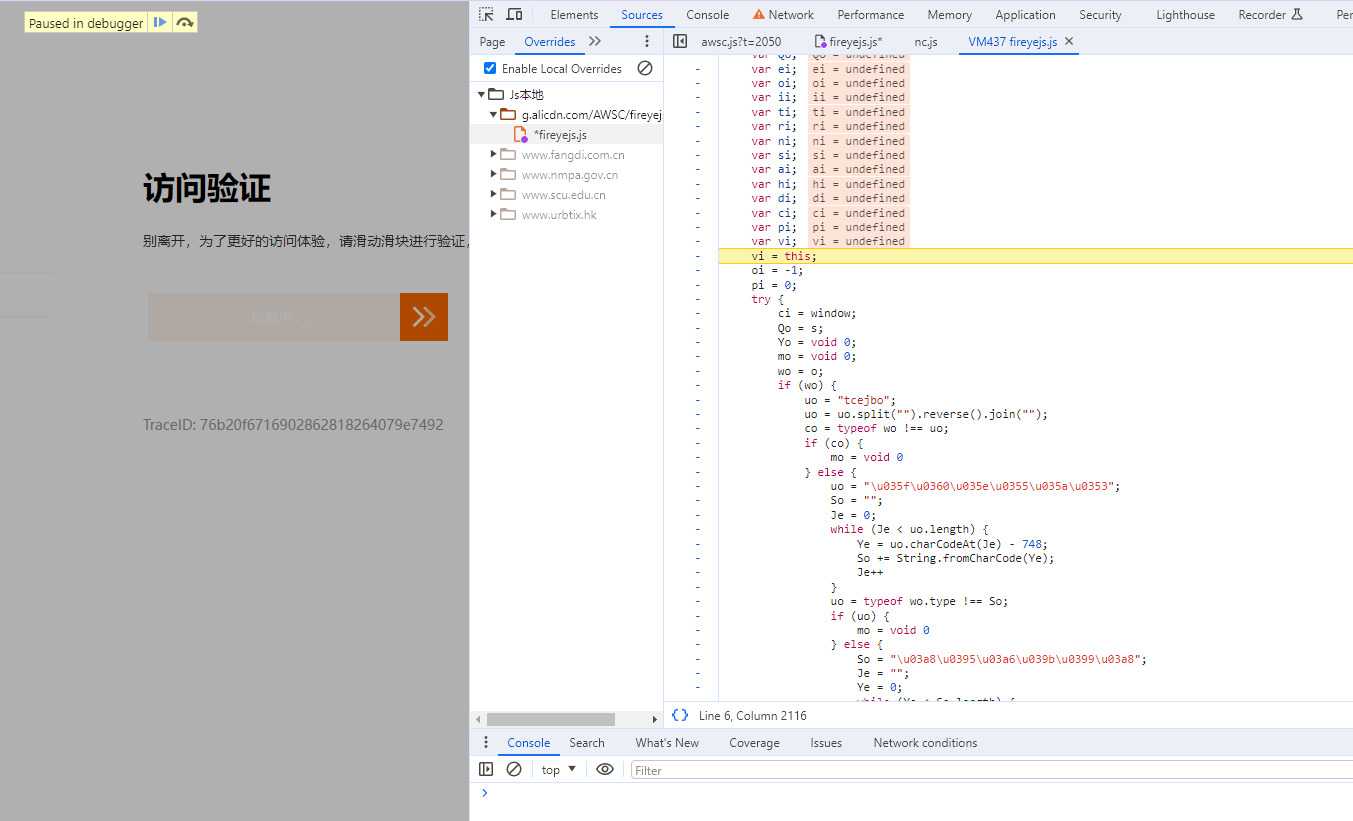 Paused in debugger
访问验证
别离开，为了更好的访问体验，请滑动滑块进行验证，
加载中
TraceID: 76b20f6716902862818264079e7492
Elements Sources Console Network Performance Memory Application Security Lighthouse Recorder Per
Page Overrides
awsc.js?t=2050 fireyejs.js* nc.js VM437 fireyejs.js
Enable Local Overrides
Js本地
g.alicdn.com/AWSC/fireyejs
*fireyejs.js
www.fangdi.com.cn
www.nmpa.gov.cn
www.scu.edu.cn
www.urbtix.hk
var Qo; Qo = undefined
var ei; ei = undefined
var oi; oi = undefined
var ii; ii = undefined
var ti; ti = undefined
var ri; ri = undefined
var ni; ni = undefined
var si; si = undefined
var ai; ai = undefined
var hi; hi = undefined
var di; di = undefined
var ci; ci = undefined
var pi; pi = undefined
var vi; vi = undefined
vi = this;
oi = -1;
pi = 0;
try {
ci = window;
Qo = s;
Yo = void 0;
mo = void 0;
wo = o;
if (wo) {
uo = "tcejbo";
uo = uo.split("").reverse().join("");
co = typeof wo !== uo;
if (co) {
mo = void 0
} else {
uo = "\u035f\u0360\u035e\u0355\u035a\u0353";
So = "";
Je = 0;
while (Je < uo.length) {
Ye = uo.charCodeAt(Je) - 748;
So += String.fromCharCode(Ye);
Je++
}
uo = typeof wo.type !== So;
if (uo) {
mo = void 0
} else {
So = "\u03a8\u0395\u03a6\u039b\u0399\u03a8";
Je = "";
Ye = 0;
while (Ye < So.length) {
{} Line 6, Column 2116
Console Search What's New Coverage Issues Network conditions
top Filter